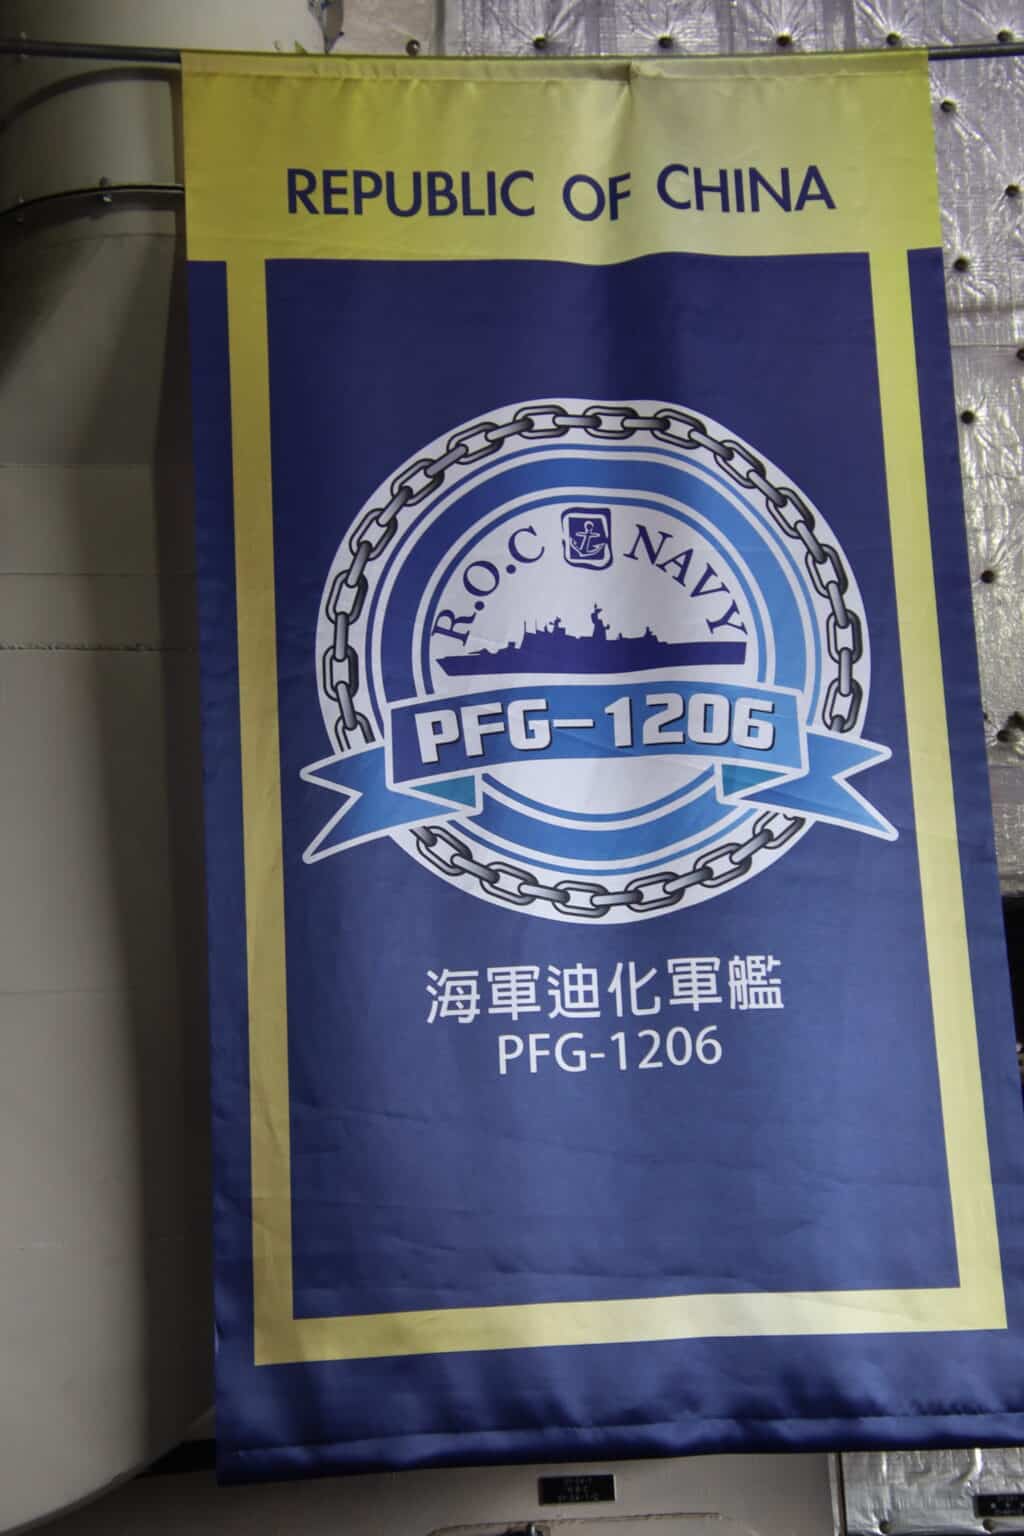 REPUBLIC OF CHINA
R.O.C NAVY
PFG-1206
海軍迪化軍艦
PFG-1206